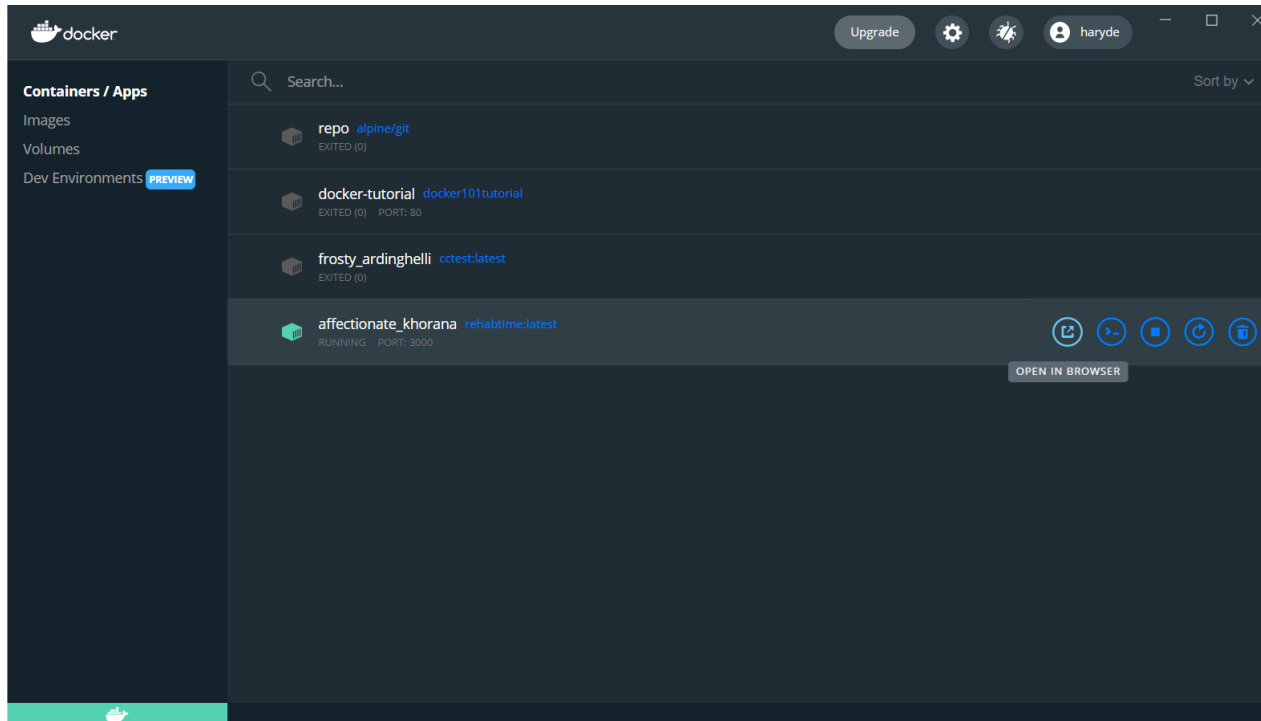 docker
Upgrade
haryde
Containers / Apps
Images
Volumes
Dev Environments PREVIEW
Search...
Sort by
repo alpine/git
EXITED (0)
docker-tutorial docker101tutorial
EXITED (0) PORT: 80
frosty_ardinghelli cctest:latest
EXITED (0)
affectionate_khorana rehabtime:latest
RUNNING PORT: 3000
OPEN IN BROWSER